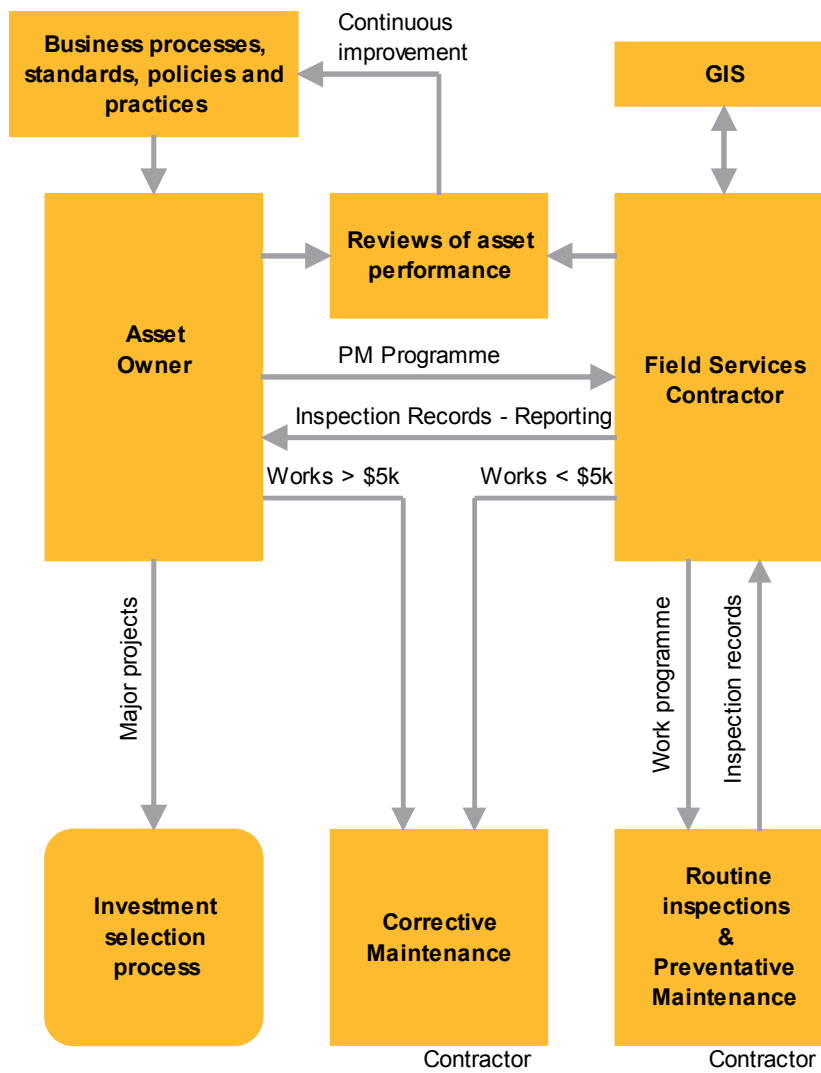 Business processes,
standards, policies and
practices
Continuous
improvement
GIS
Reviews of asset
performance
Asset
Owner
PM Programme
Field Services
Contractor
Inspection Records - Reporting
Works > $5k
Works < $5k
Major projects
Work programme
Inspection records
Investment
selection
process
Corrective
Maintenance
Routine
inspections
&
Preventative
Maintenance
Contractor
Contractor